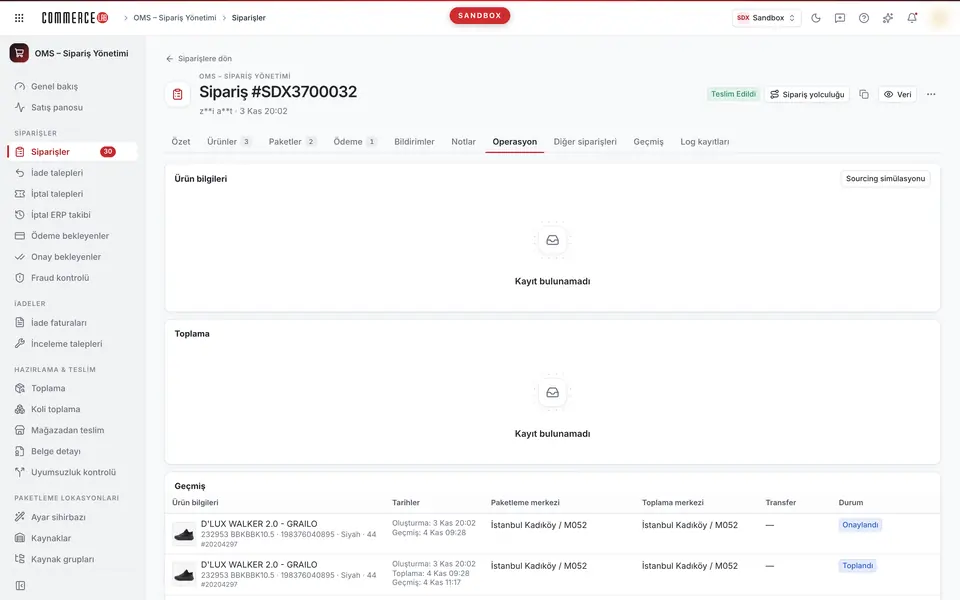 COMMERCE LAB
OMS – Sipariş Yönetimi
Siparişler
SANDBOX
SDX Sandbox
OMS – Sipariş Yönetimi
Genel bakış
Satış panosu
SİPARİŞLER
Siparişler 30
İade talepleri
İptal talepleri
İptal ERP takibi
Ödeme bekleyenler
Onay bekleyenler
Fraud kontrolü
İADELER
İade faturaları
İnceleme talepleri
HAZIRLAMA & TESLİM
Toplama
Koli toplama
Mağazadan teslim
Belge detayı
Uyumsuzluk kontrolü
PAKETLEME LOKASYONLARI
Ayar sihirbazı
Kaynaklar
Kaynak grupları
Siparişlere dön
OMS – SİPARİŞ YÖNETİMİ
Sipariş #SDX3700032
z**i a**t · 3 Kas 20:02
Teslim Edildi
Sipariş yolculuğu
Veri
Özet
Ürünler 3
Paketler 2
Ödeme 1
Bildirimler
Notlar
Operasyon
Diğer siparişleri
Geçmiş
Log kayıtları
Ürün bilgileri
Sourcing simülasyonu
Kayıt bulunamadı
Toplama
Kayıt bulunamadı
Geçmiş
Ürün bilgileri Tarihler Paketleme merkezi Toplama merkezi Transfer Durum
D'LUX WALKER 2.0 - GRAILO
232953 BBKBBK10.5 · 198376040895 · Siyah · 44
#20204297
Oluşturma: 3 Kas 20:02
Geçmiş: 4 Kas 09:28
İstanbul Kadıköy / M052
İstanbul Kadıköy / M052
—
Onaylandı
D'LUX WALKER 2.0 - GRAILO
232953 BBKBBK10.5 · 198376040895 · Siyah · 44
#20204297
Oluşturma: 3 Kas 20:02
Toplama: 4 Kas 09:28
Geçmiş: 4 Kas 11:17
İstanbul Kadıköy / M052
İstanbul Kadıköy / M052
—
Toplandı